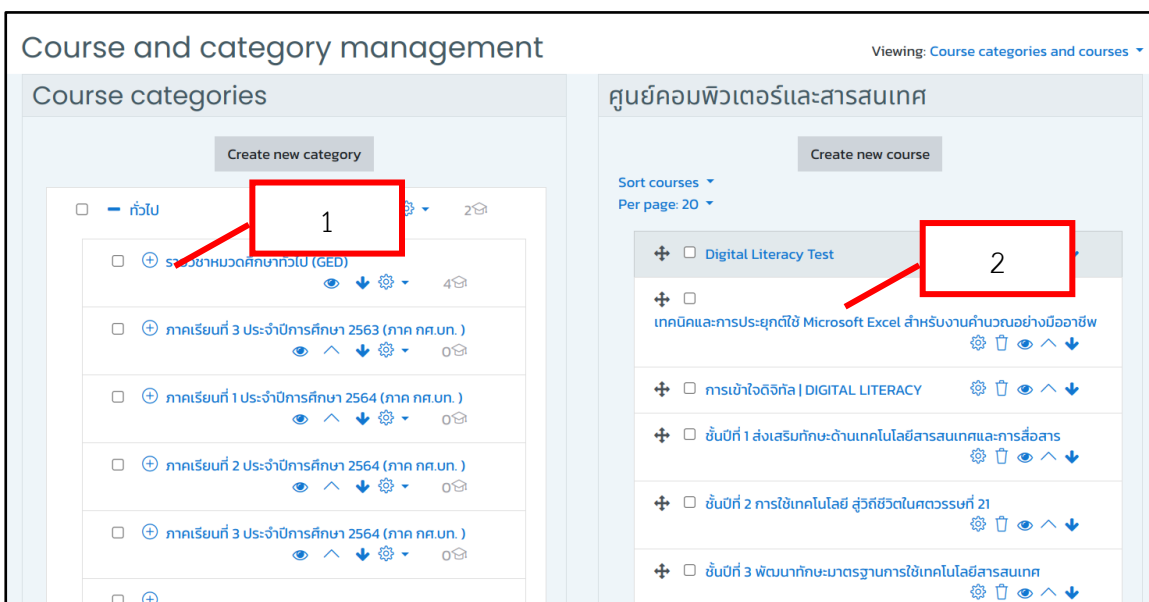 Course and category management
Viewing: Course categories and courses
Course categories
Create new category
ทั่วไป
2
1
รายวิชาหมวดศึกษาทั่วไป (GED)
4
ภาคเรียนที่ 3 ประจำปีการศึกษา 2563 (ภาค กศ.บท. )
0
ภาคเรียนที่ 1 ประจำปีการศึกษา 2564 (ภาค กศ.บท. )
0
ภาคเรียนที่ 2 ประจำปีการศึกษา 2564 (ภาค กศ.บท. )
0
ภาคเรียนที่ 3 ประจำปีการศึกษา 2564 (ภาค กศ.บท. )
0
ศูนย์คอมพิวเตอร์และสารสนเทศ
Create new course
Sort courses
Per page: 20
Digital Literacy Test
2
เทคนิคและการประยุกต์ใช้ Microsoft Excel สำหรับงานคำนวณอย่างมืออาชีพ
การเข้าใจดิจิทัล | DIGITAL LITERACY
ชั้นปีที่ 1 ส่งเสริมทักษะด้านเทคโนโลยีสารสนเทศและการสื่อสาร
ชั้นปีที่ 2 การใช้เทคโนโลยี สู่วิถีชีวิตในศตวรรษที่ 21
ชั้นปีที่ 3 พัฒนาทักษะมาตรฐานการใช้เทคโนโลยีสารสนเทศ